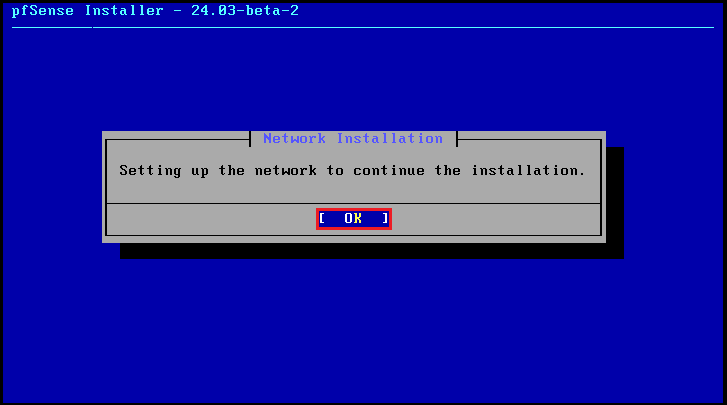 pfSense Installer - 24.03-beta-2
Network Installation
Setting up the network to continue the installation.
[ OK ]